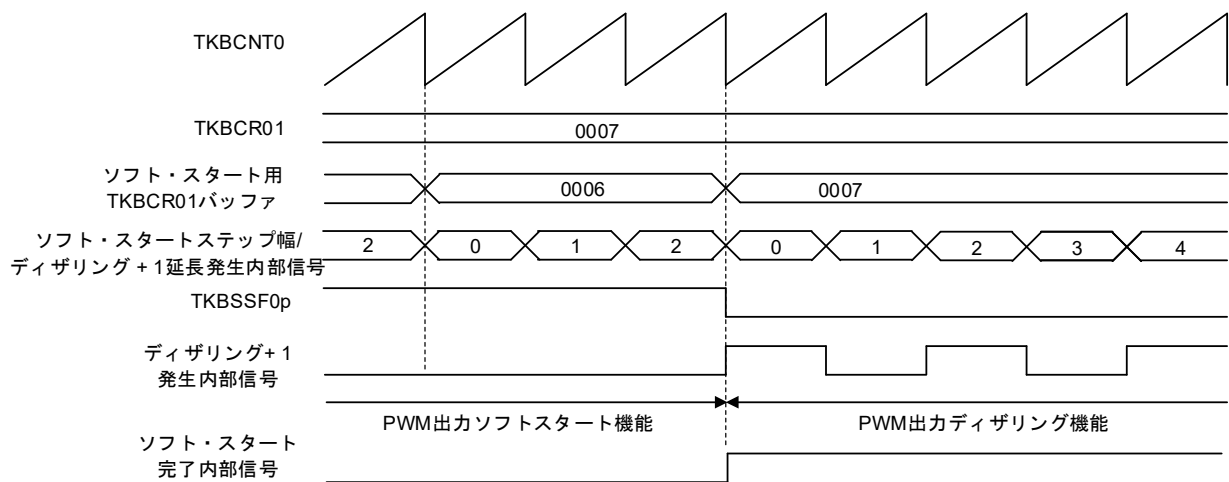 TKBCNT0
TKBCR01
0007
ソフト・スタート用
TKBCR01バッファ
0006
0007
ソフト・スタートステップ幅/
ディザリング + 1延長発生内部信号
2 0 1 2 0 1 2 3 4
TKBSSF0p
ディザリング+ 1
発生内部信号
PWM出力ソフトスタート機能
PWM出力ディザリング機能
ソフト・スタート
完了内部信号